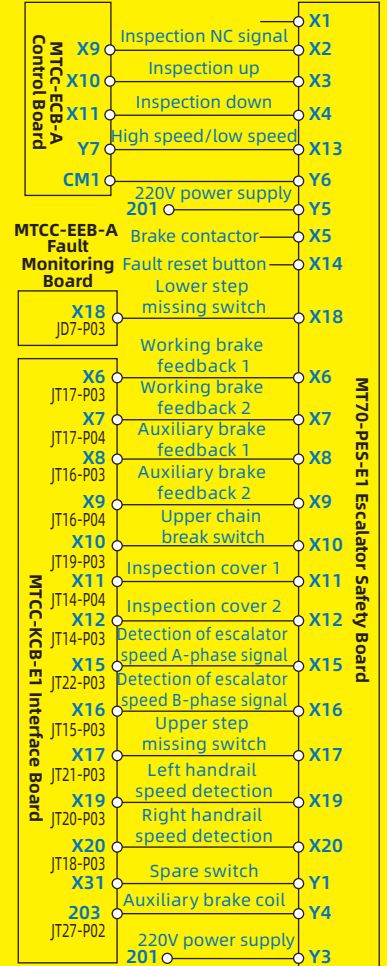 X1
MTCc-ECB-A
Control Board
X9
Inspection NC signal
X2
X10
Inspection up
X3
X11
Inspection down
X4
Y7
High speed/low speed
X13
CM1
Y6
220V power supply
201
Y5
MTCC-EEB-A
Fault
Monitoring
Board
Brake contactor
X5
Fault reset button
X14
X18
JD7-P03
Lower step
missing switch
X18
MTCC-KCB-E1 Interface Board
MT70-PES-E1 Escalator Safety Board
X6
JT17-P03
Working brake
feedback 1
X6
X7
JT17-P04
Working brake
feedback 2
X7
X8
JT16-P03
Auxiliary brake
feedback 1
X8
X9
JT16-P04
Auxiliary brake
feedback 2
X9
X10
JT19-P03
Upper chain
break switch
X10
X11
JT14-P04
Inspection cover 1
X11
X12
JT14-P03
Inspection cover 2
X12
X15
JT22-P03
Detection of escalator
speed A-phase signal
X15
X16
JT15-P03
Detection of escalator
speed B-phase signal
X16
X17
JT21-P03
Upper step
missing switch
X17
X19
JT20-P03
Left handrail
speed detection
X19
X20
JT18-P03
Right handrail
speed detection
X20
X31
Spare switch
Y1
203
JT27-P02
Auxiliary brake coil
Y4
220V power supply
201
Y3